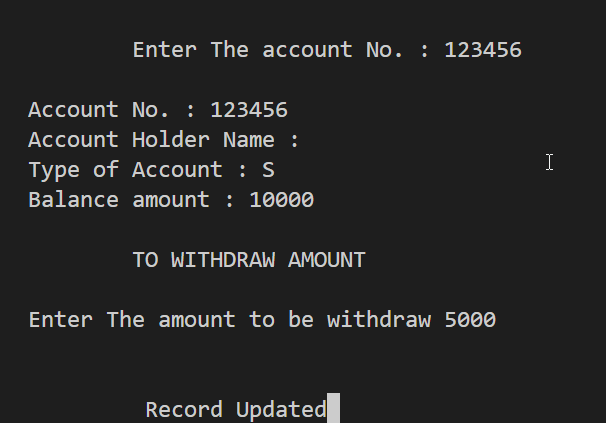 Enter The account No. : 123456
Account No. : 123456
Account Holder Name :
Type of Account : S
Balance amount : 10000
TO WITHDRAW AMOUNT
Enter The amount to be withdraw 5000
Record Updated